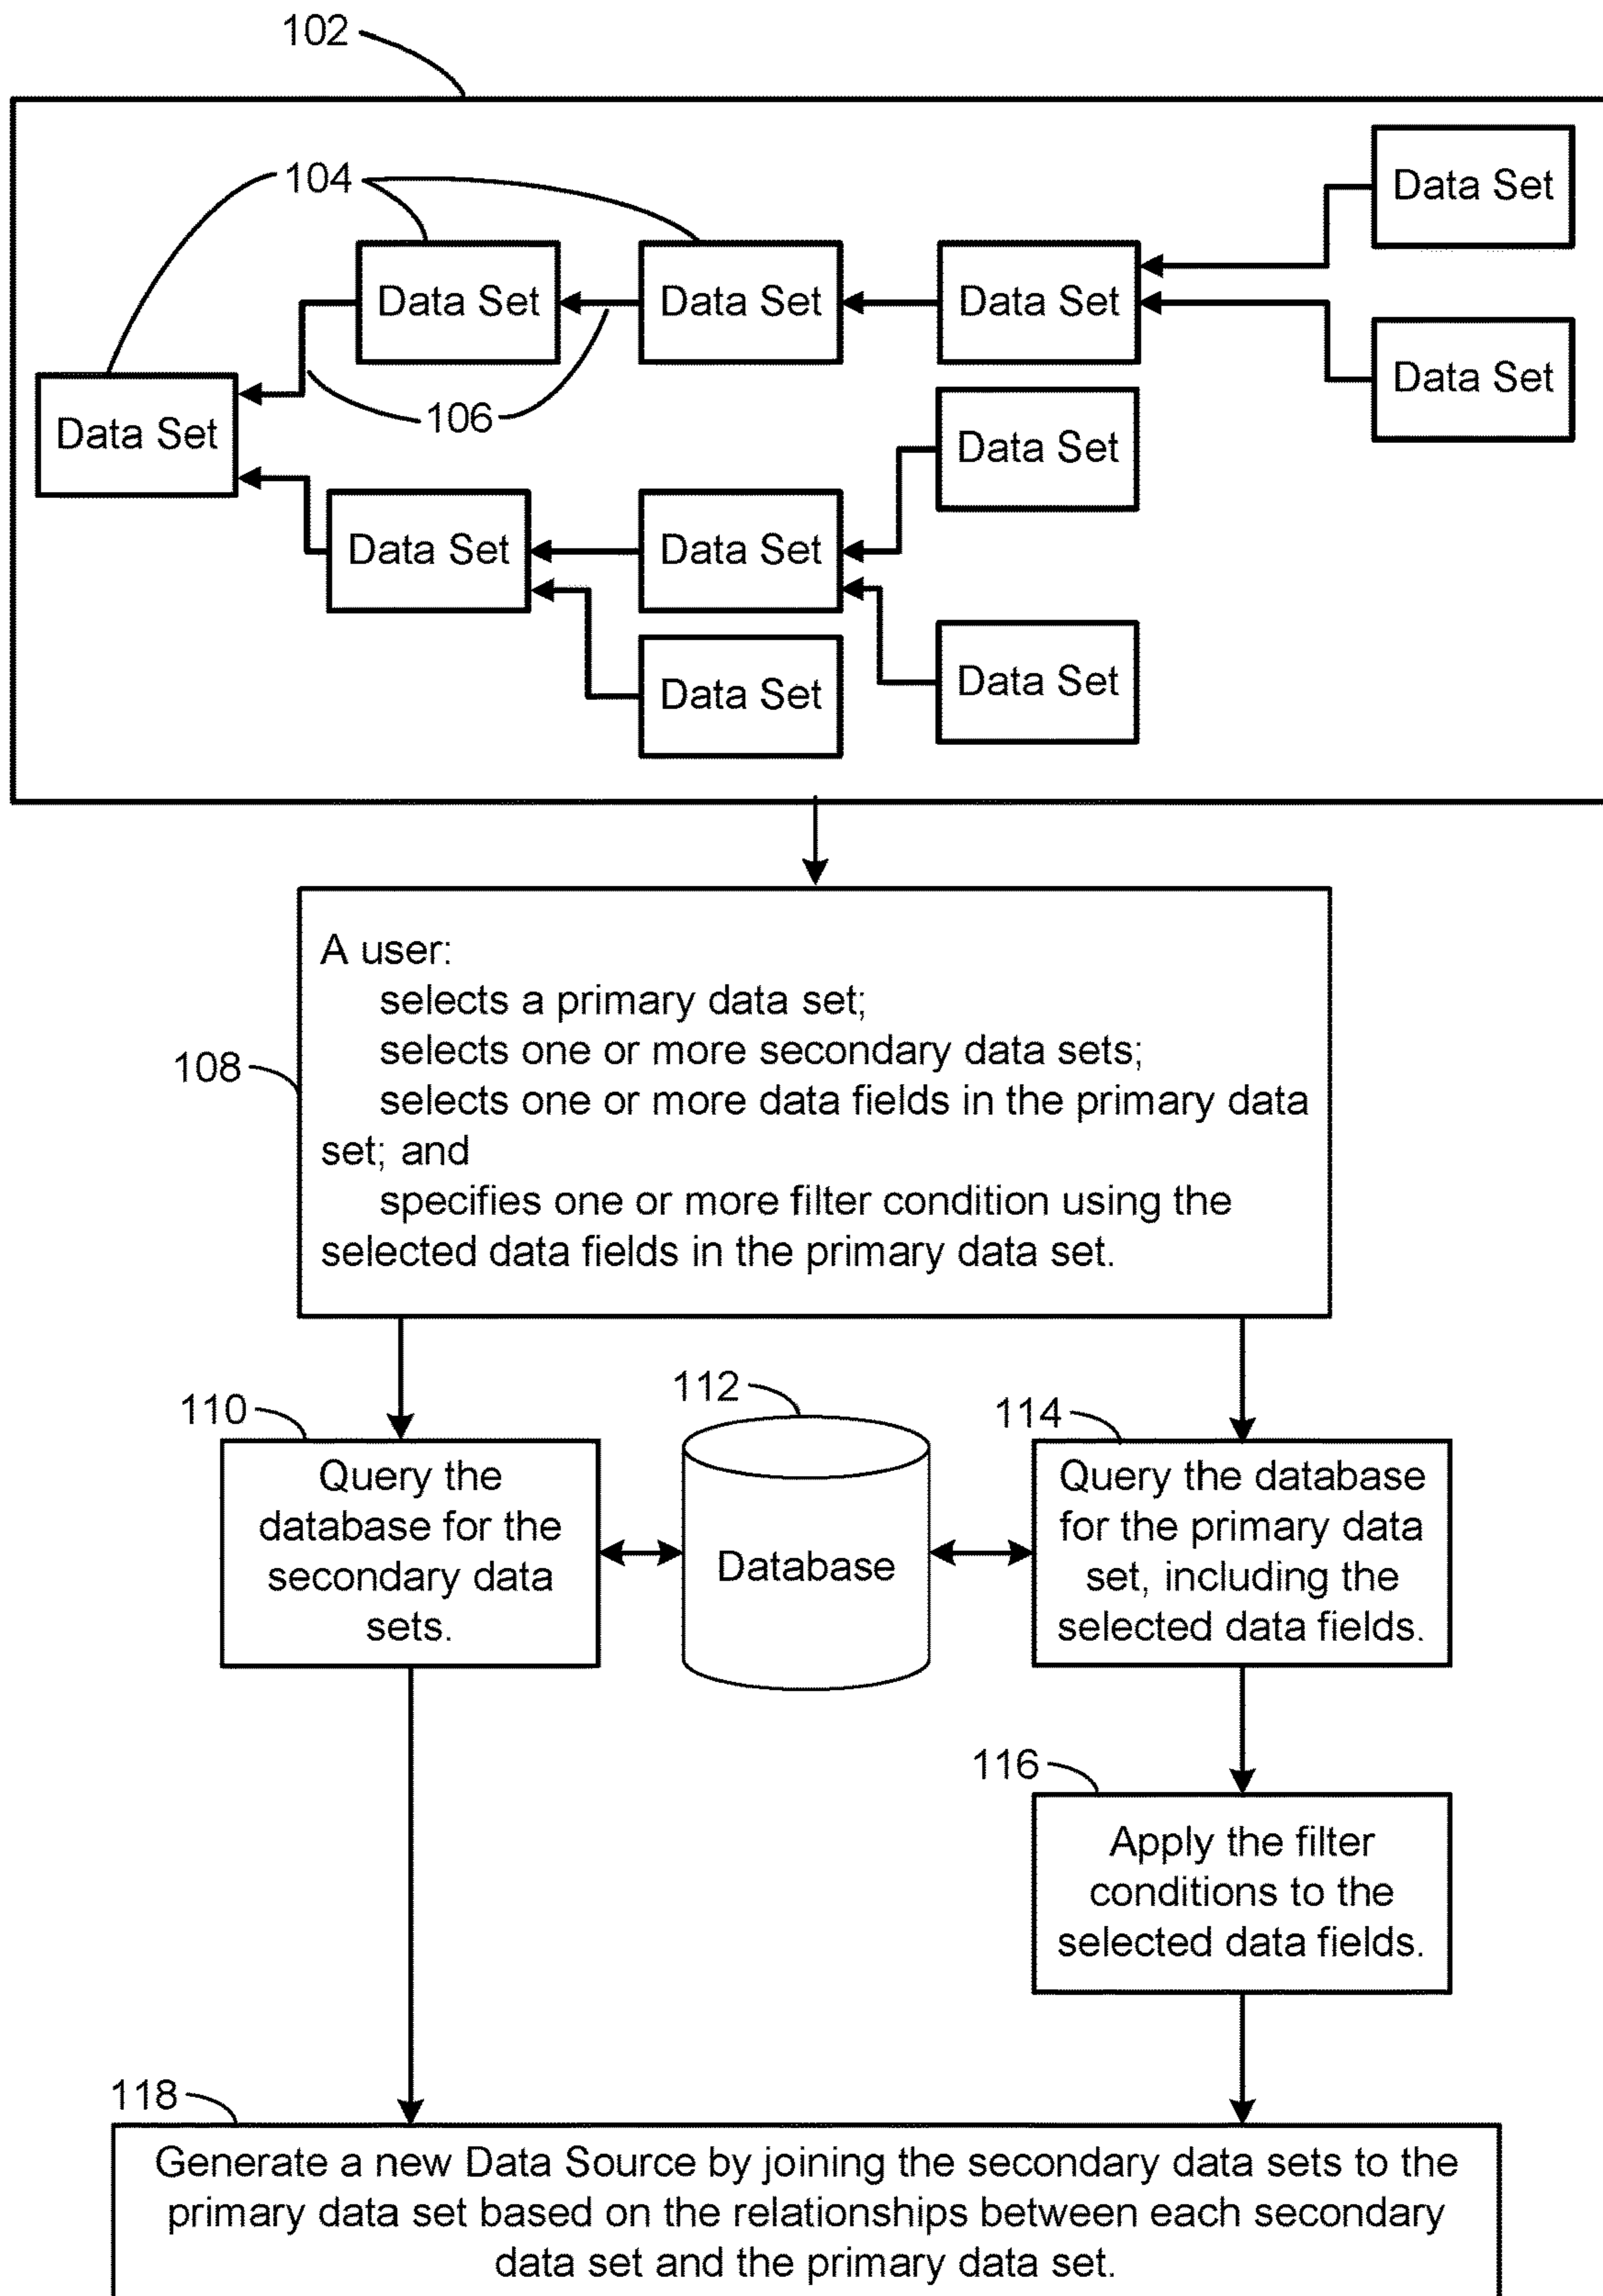 102
104
Data Set
Data Set
Data Set
Data Set
Data Set
Data Set
Data Set
106
Data Set
Data Set
Data Set
Data Set
Data Set
A user:
selects a primary data set;
selects one or more secondary data sets;
108
selects one or more data fields in the primary data
set; and
specifies one or more filter condition using the
selected data fields in the primary data set.
110
Query the
database for the
secondary data
sets.
112
Database
114
Query the database
for the primary data
set, including the
selected data fields.
116
Apply the filter
conditions to the
selected data fields.
118
Generate a new Data Source by joining the secondary data sets to the
primary data set based on the relationships between each secondary
data set and the primary data set.